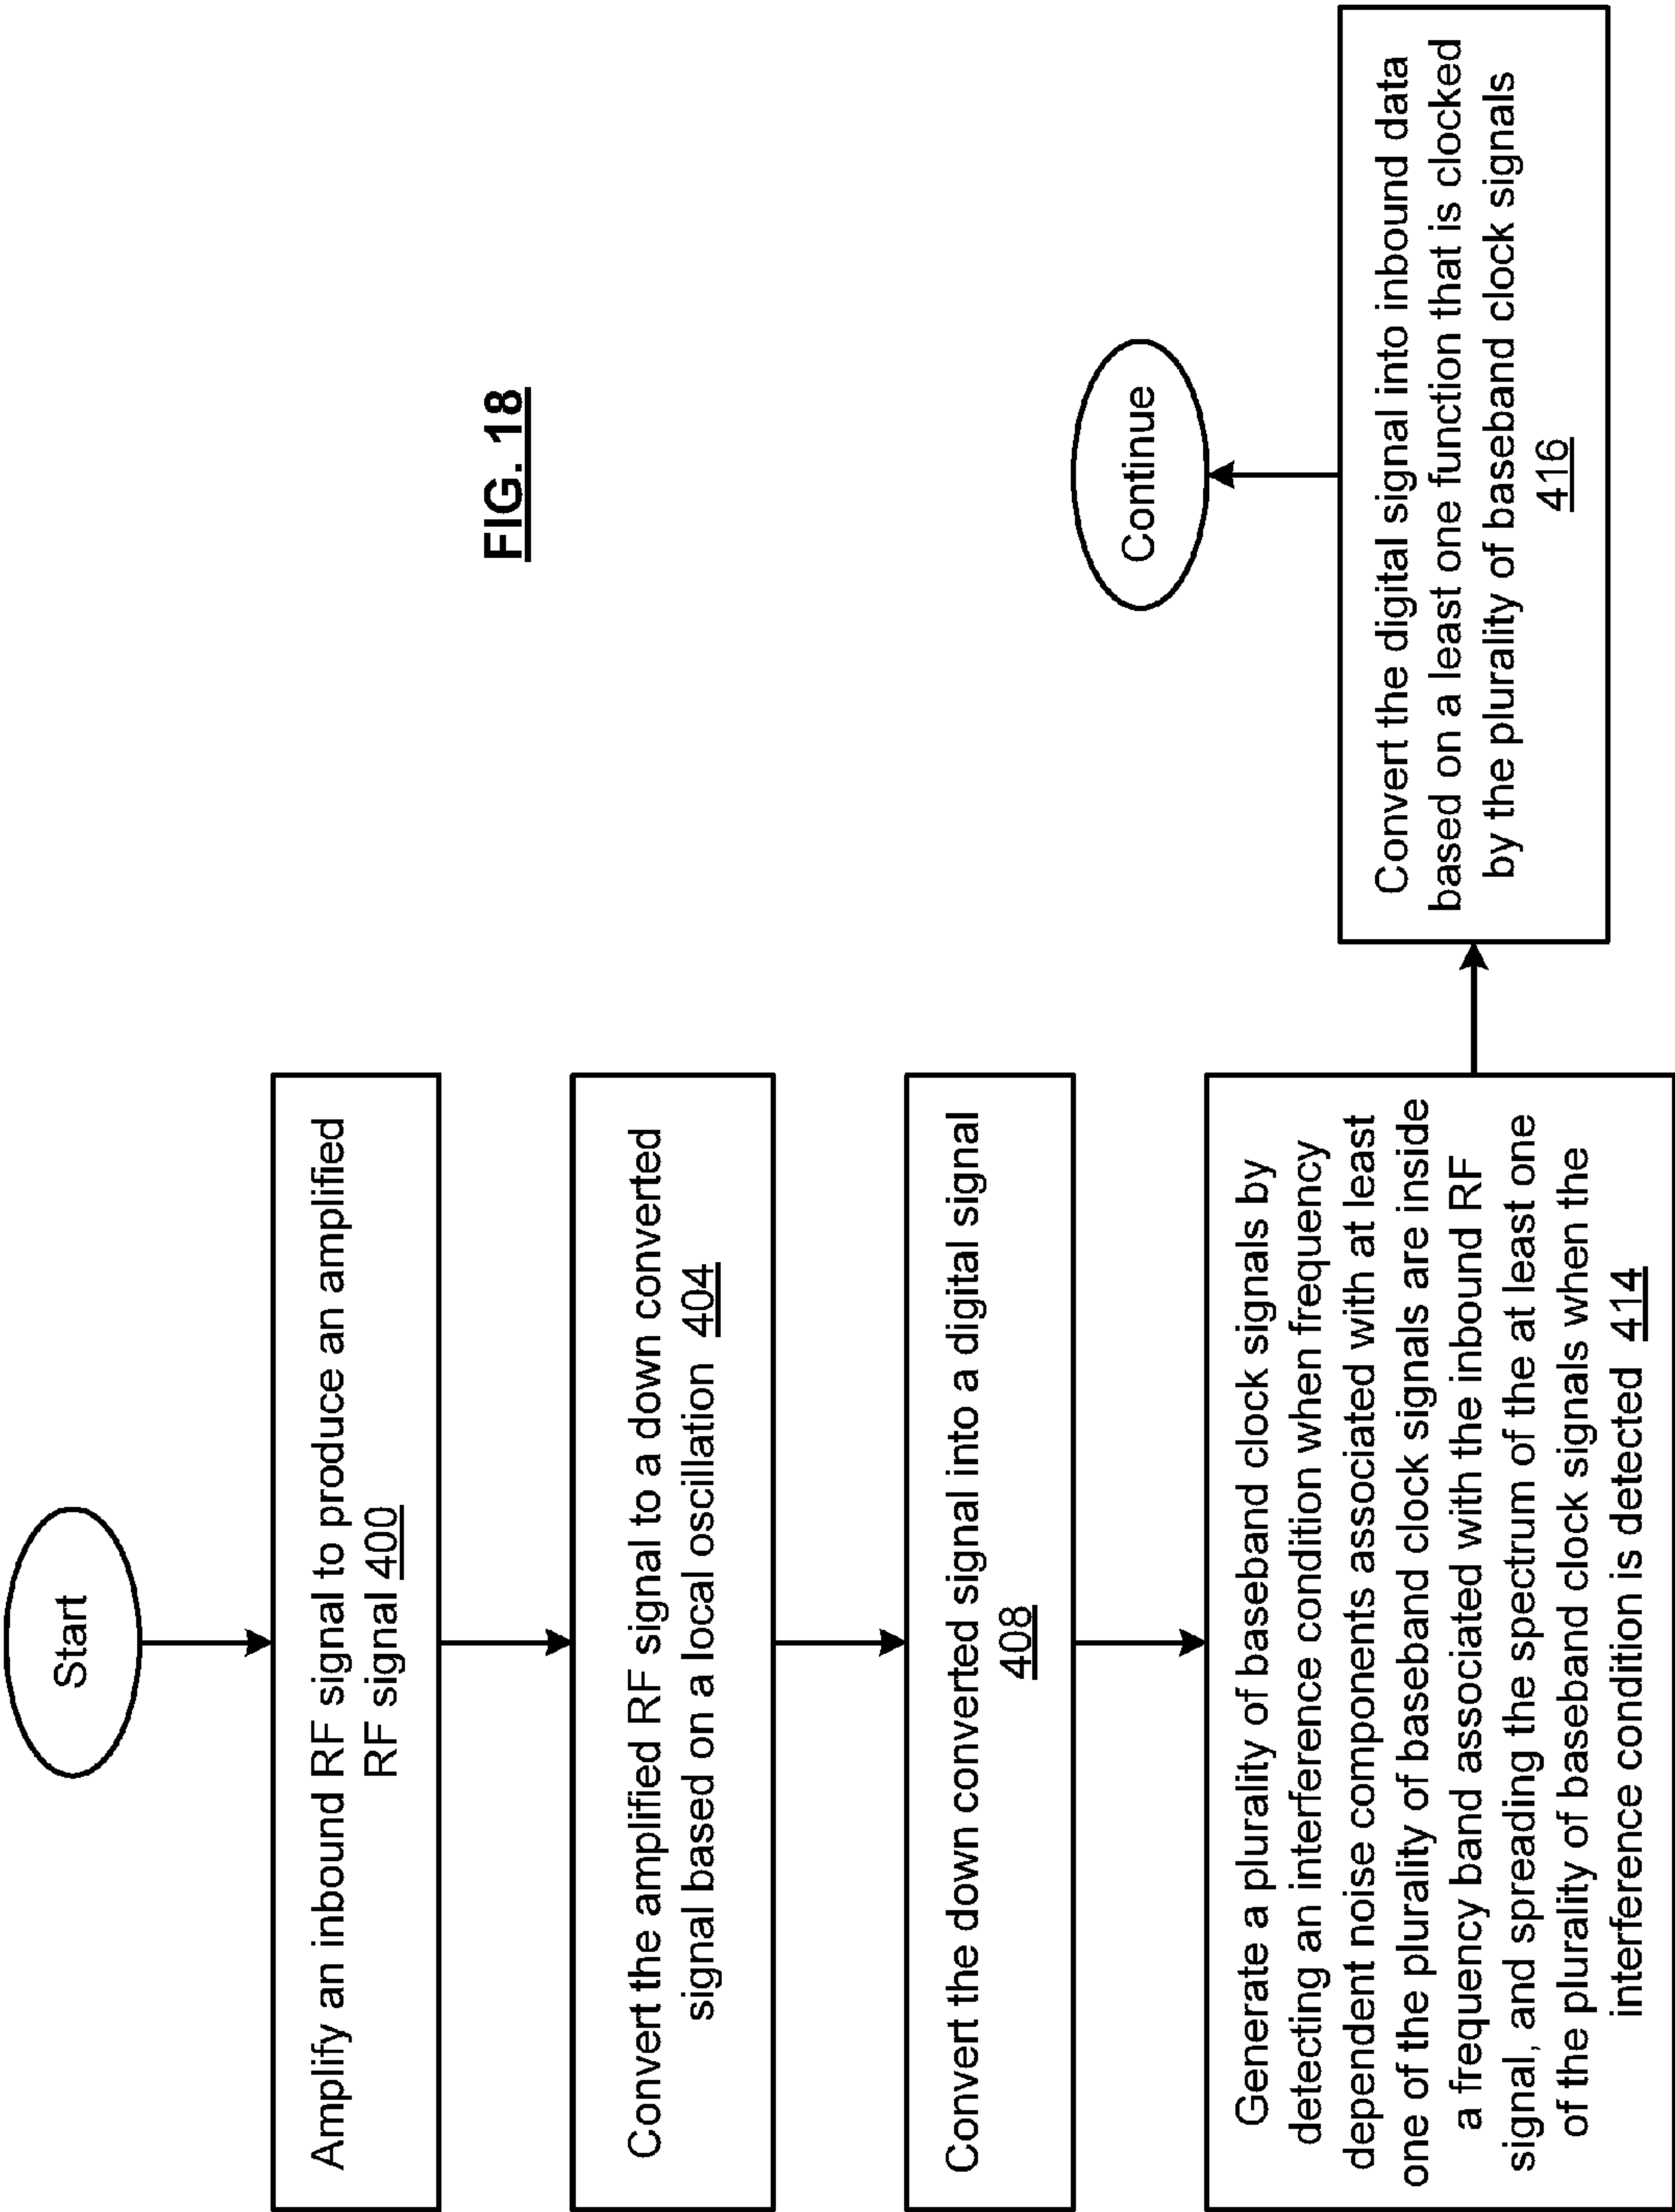 Start
Amplify an inbound RF signal to produce an amplified
RF signal 400
Convert the amplified RF signal to a down converted
signal based on a local oscillation 404
Convert the down converted signal into a digital signal
408
Generate a plurality of baseband clock signals by
detecting an interference condition when frequency
dependent noise components associated with at least
one of the plurality of baseband clock signals are inside
a frequency band associated with the inbound RF
signal, and spreading the spectrum of the at least one
of the plurality of baseband clock signals when the
interference condition is detected 414
Convert the digital signal into inbound data
based on a least one function that is clocked
by the plurality of baseband clock signals
416
Continue
FIG. 18